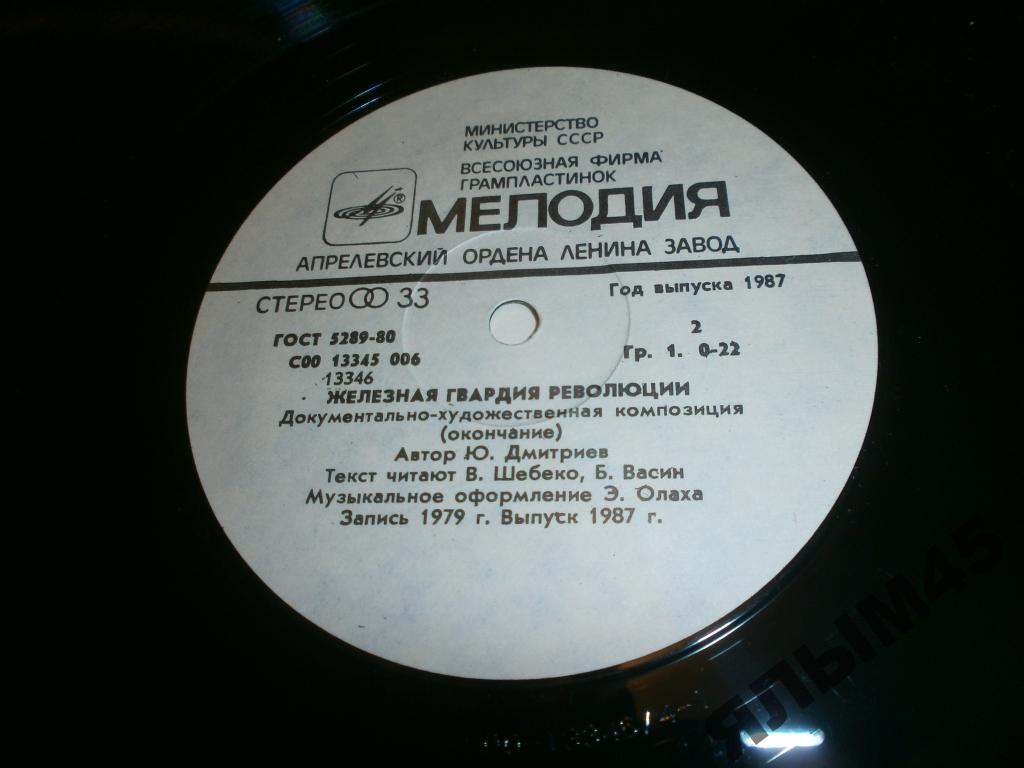 МИНИСТЕРСТВО
КУЛЬТУРЫ СССР
ВСЕСОЮЗНАЯ ФИРМА
ГРАМПЛАСТИНОК
®
МЕЛОДИЯ
АПРЕЛЕВСКИЙ ОРДЕНА ЛЕНИНА ЗАВОД
СТЕРЕО 33
Год выпуска 1987
ГОСТ 5289-80
2
С00 13345 006
Гр. 1. 0-22
13346
ЖЕЛЕЗНАЯ ГВАРДИЯ РЕВОЛЮЦИИ
Документально-художественная композиция
(окончание)
Автор Ю. Дмитриев
Текст читают В. Шебеко, Б. Васин
Музыкальное оформление Э. Олаха
Запись 1979 г. Выпуск 1987 г.
ЯЛЫМ45